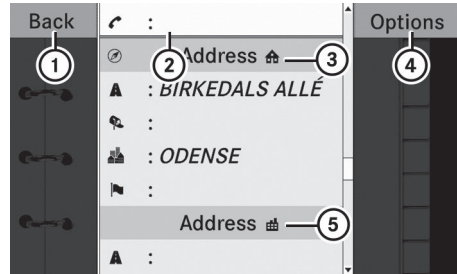 Back
:
Options
1
2
Address
3
4
: BIRKEDALS ALLÉ
:
: ODENSE
:
Address
5
: